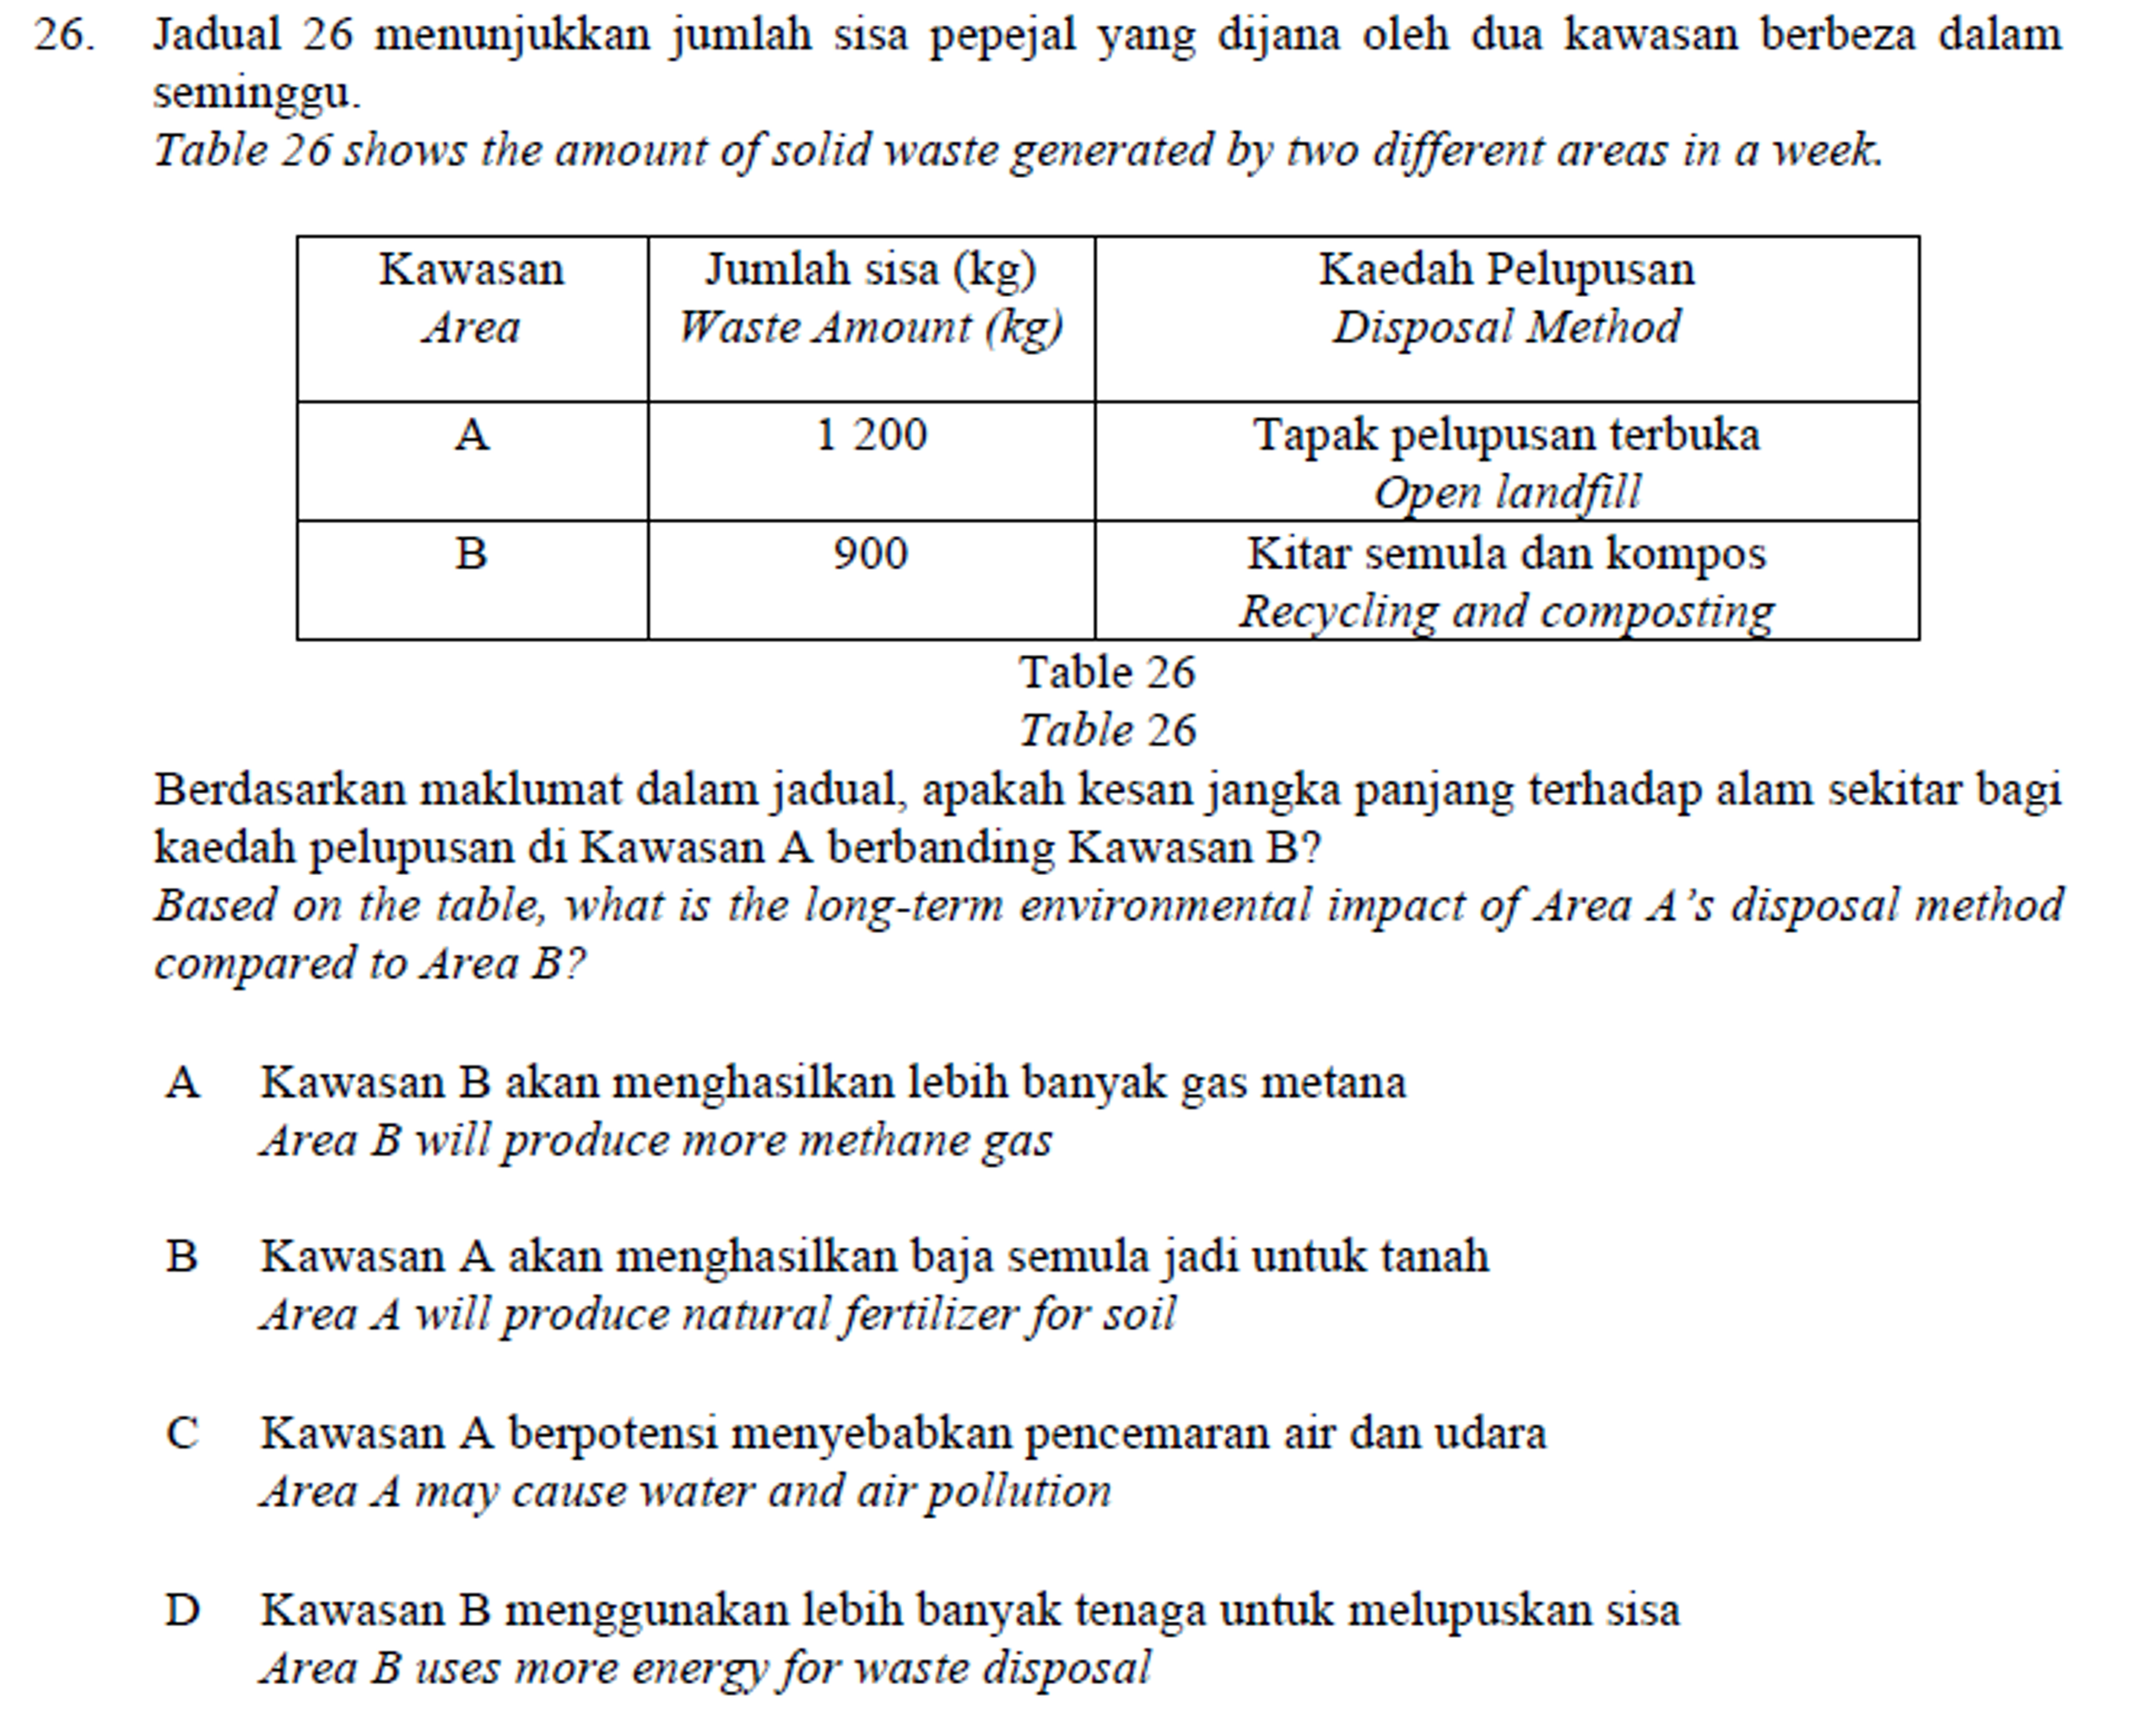 26. Jadual 26 menunjukkan jumlah sisa pepejal yang dijana oleh dua kawasan berbeza dalam
seminggu.
Table 26 shows the amount of solid waste generated by two different areas in a week.
Kawasan
Area
Jumlah sisa (kg)
Waste Amount (kg)
Kaedah Pelupusan
Disposal Method
A
1 200
Tapak pelupusan terbuka
Open landfill
B
900
Kitar semula dan kompos
Recycling and composting
Table 26
Table 26
Berdasarkan maklumat dalam jadual, apakah kesan jangka panjang terhadap alam sekitar bagi
kaedah pelupusan di Kawasan A berbanding Kawasan B?
Based on the table, what is the long-term environmental impact of Area A’s disposal method
compared to Area B?
A Kawasan B akan menghasilkan lebih banyak gas metana
Area B will produce more methane gas
B Kawasan A akan menghasilkan baja semula jadi untuk tanah
Area A will produce natural fertilizer for soil
C Kawasan A berpotensi menyebabkan pencemaran air dan udara
Area A may cause water and air pollution
D Kawasan B menggunakan lebih banyak tenaga untuk melupuskan sisa
Area B uses more energy for waste disposal